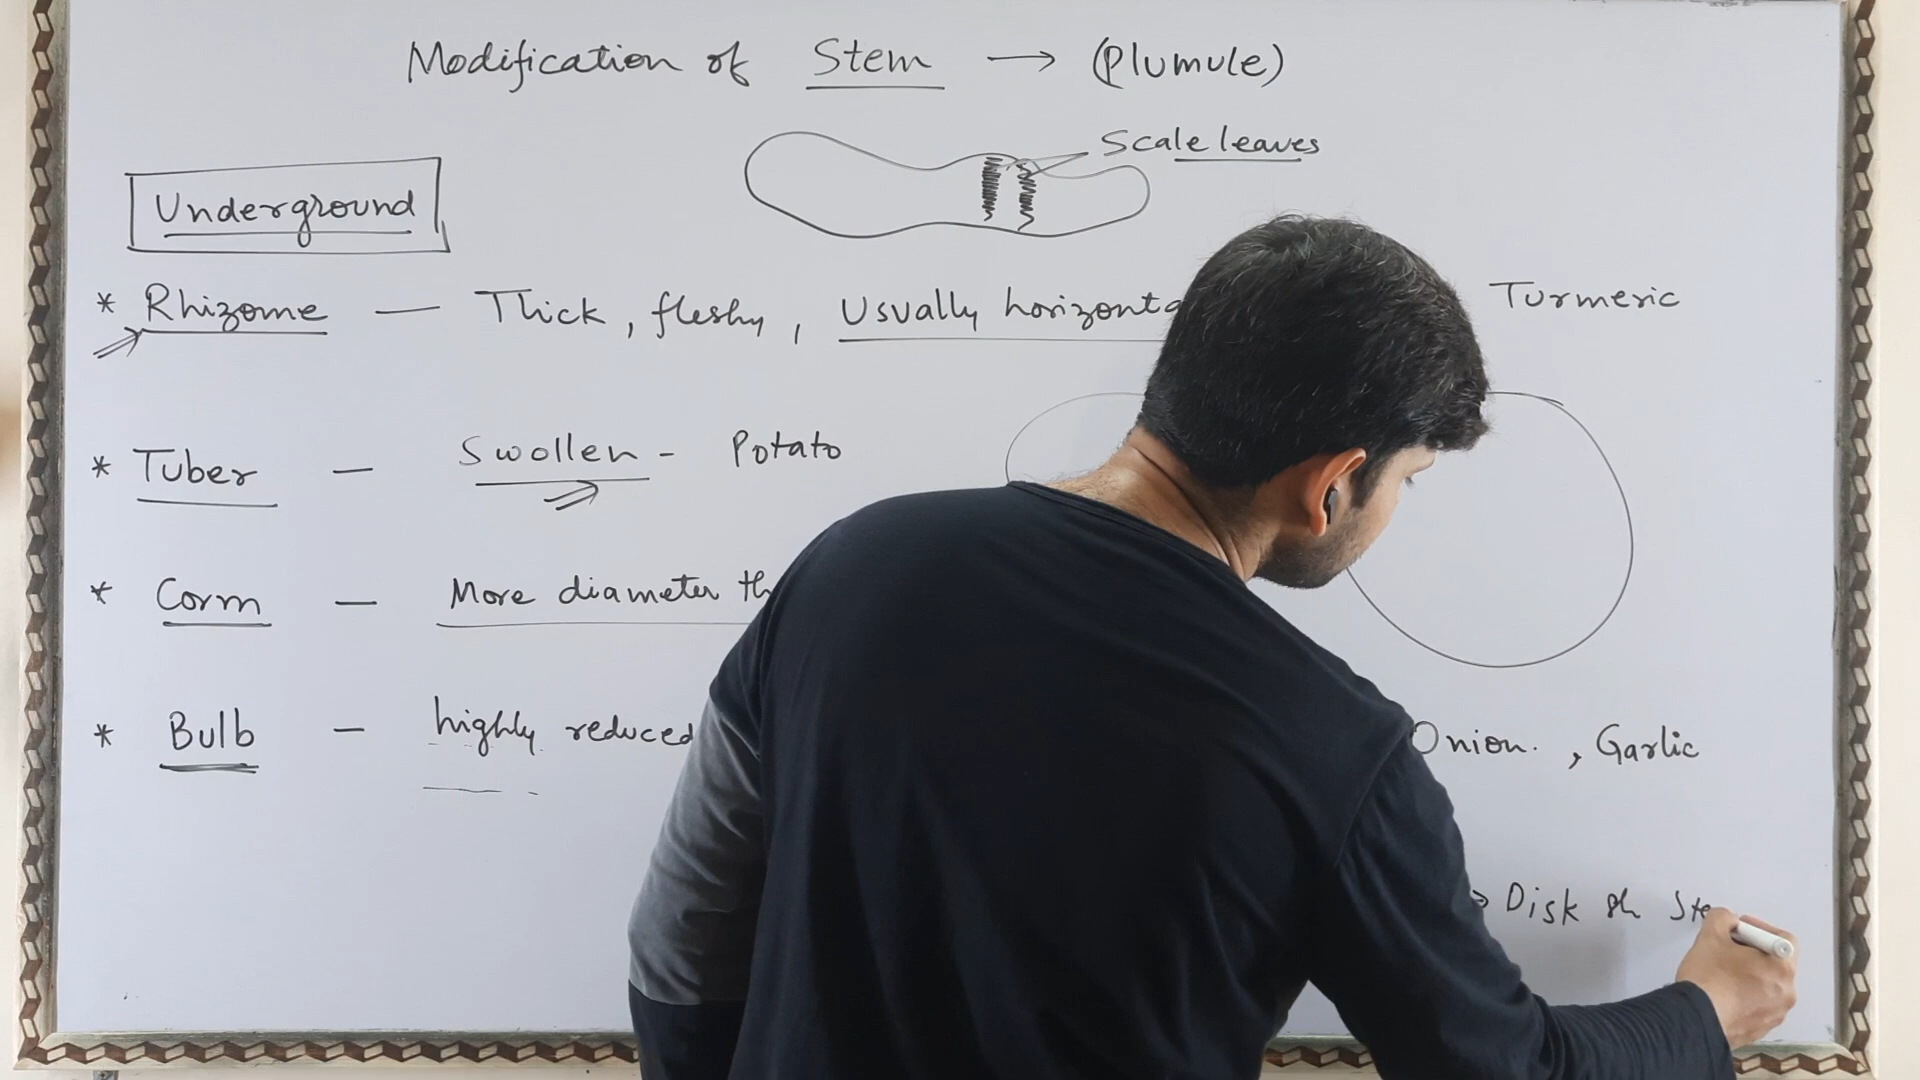 Modification of Stem → (Plumule)
Scale leaves
Underground
* Rhizome — Thick, fleshy, Usually horizonta Turmeric
* Tuber — Swollen - Potato
* Corm — More diameter th
* Bulb — highly reduced Onion. , Garlic
Disk sh Ste